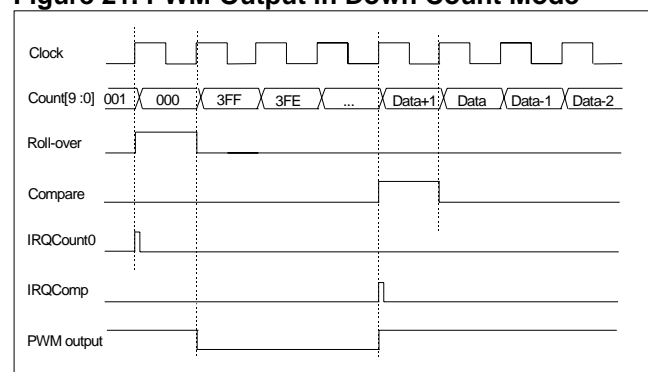 Figure 21. PWM Output in Down Count Mode
Clock
Count[9 :0] 001 000 3FF 3FE ... Data+1 Data Data-1 Data-2
Roll-over
Compare
IRQCount0
IRQComp
PWM output